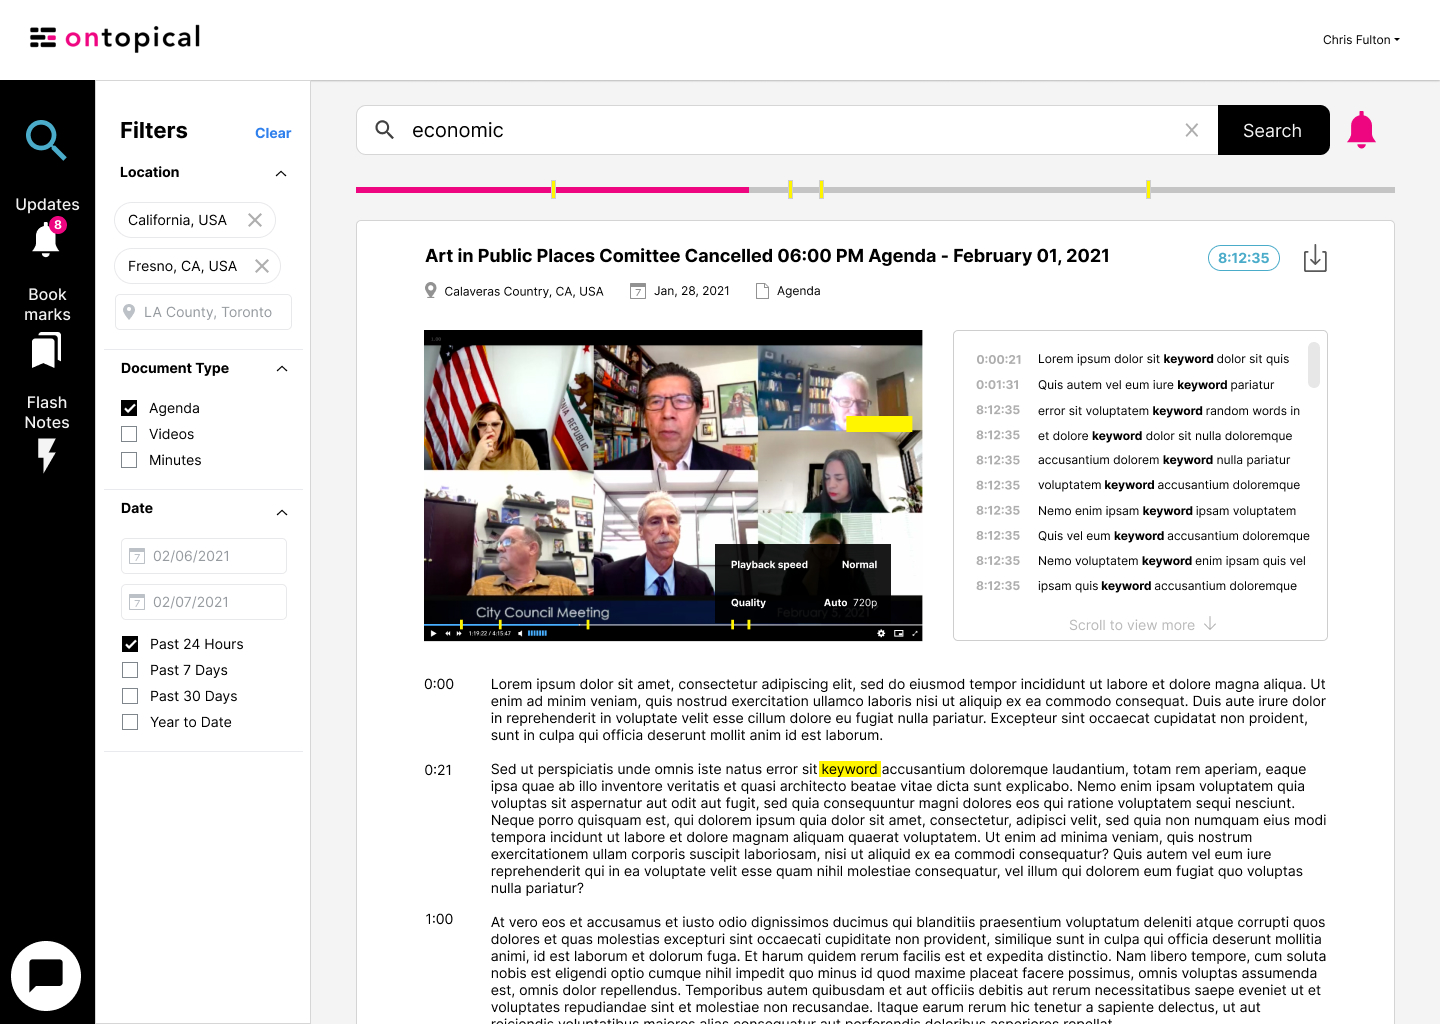 ontopical
Chris Fulton
Filters
Clear
Location
California, USA
Fresno, CA, USA
LA County, Toronto
Document Type
Agenda
Videos
Minutes
Date
7 02/06/2021
7 02/07/2021
Past 24 Hours
Past 7 Days
Past 30 Days
Year to Date
Updates
8
Book
marks
Flash
Notes
economic
Search
Art in Public Places Comittee Cancelled 06:00 PM Agenda - February 01, 2021
8:12:35
Calaveras Country, CA, USA
7 Jan, 28, 2021
Agenda
Playback speed Normal
Quality Auto 720p
City Council Meeting
February 5, 2021
1:19:22 / 4:15:47
0:00:21 Lorem ipsum dolor sit keyword dolor sit quis
0:01:31 Quis autem vel eum iure keyword pariatur
8:12:35 error sit voluptatem keyword random words in
8:12:35 et dolore keyword dolor sit nulla doloremque
8:12:35 accusantium dolorem keyword nulla pariatur
8:12:35 voluptatem keyword accusantium doloremque
8:12:35 Nemo enim ipsam keyword ipsam voluptatem
8:12:35 Quis vel eum keyword accusantium doloremque
8:12:35 Nemo voluptatem keyword enim ipsam quis vel
8:12:35 ipsam quis keyword accusantium doloremque
Scroll to view more
0:00 Lorem ipsum dolor sit amet, consectetur adipiscing elit, sed do eiusmod tempor incididunt ut labore et dolore magna aliqua. Ut
enim ad minim veniam, quis nostrud exercitation ullamco laboris nisi ut aliquip ex ea commodo consequat. Duis aute irure dolor
in reprehenderit in voluptate velit esse cillum dolore eu fugiat nulla pariatur. Excepteur sint occaecat cupidatat non proident,
sunt in culpa qui officia deserunt mollit anim id est laborum.
0:21 Sed ut perspiciatis unde omnis iste natus error sit keyword accusantium doloremque laudantium, totam rem aperiam, eaque
ipsa quae ab illo inventore veritatis et quasi architecto beatae vitae dicta sunt explicabo. Nemo enim ipsam voluptatem quia
voluptas sit aspernatur aut odit aut fugit, sed quia consequuntur magni dolores eos qui ratione voluptatem sequi nesciunt.
Neque porro quisquam est, qui dolorem ipsum quia dolor sit amet, consectetur, adipisci velit, sed quia non numquam eius modi
tempora incidunt ut labore et dolore magnam aliquam quaerat voluptatem. Ut enim ad minima veniam, quis nostrum
exercitationem ullam corporis suscipit laboriosam, nisi ut aliquid ex ea commodi consequatur? Quis autem vel eum iure
reprehenderit qui in ea voluptate velit esse quam nihil molestiae consequatur, vel illum qui dolorem eum fugiat quo voluptas
nulla pariatur?
1:00 At vero eos et accusamus et iusto odio dignissimos ducimus qui blanditiis praesentium voluptatum deleniti atque corrupti quos
dolores et quas molestias excepturi sint occaecati cupiditate non provident, similique sunt in culpa qui officia deserunt mollitia
animi, id est laborum et dolorum fuga. Et harum quidem rerum facilis est et expedita distinctio. Nam libero tempore, cum soluta
nobis est eligendi optio cumque nihil impedit quo minus id quod maxime placeat facere possimus, omnis voluptas assumenda
est, omnis dolor repellendus. Temporibus autem quibusdam et aut officiis debitis aut rerum necessitatibus saepe eveniet ut et
voluptates repudiandae sint et molestiae non recusandae. Itaque earum rerum hic tenetur a sapiente delectus, ut aut
reiciendis voluptatibus maiores alias consequatur aut perferendis doloribus asperiores repellat.